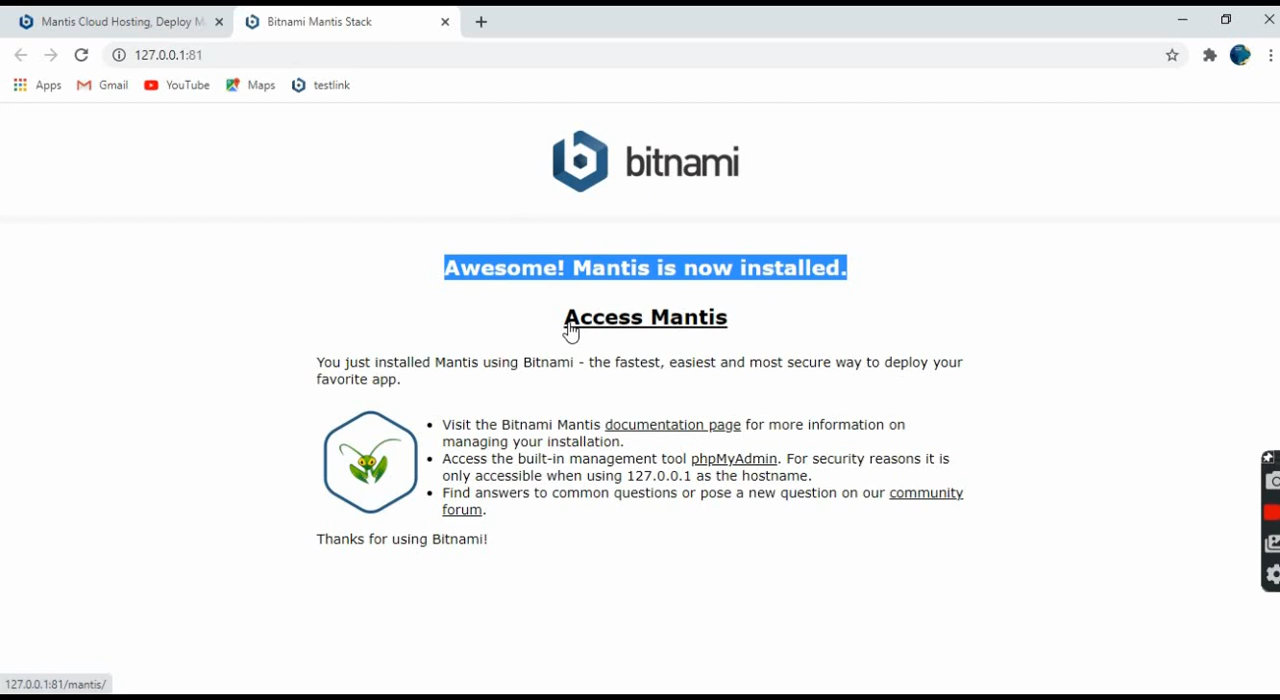 Mantis Cloud Hosting, Deploy M
Bitnami Mantis Stack
127.0.0.1:81
Apps Gmail YouTube Maps testlink
bitnami
Awesome! Mantis is now installed.
Access Mantis
You just installed Mantis using Bitnami - the fastest, easiest and most secure way to deploy your
favorite app.
Visit the Bitnami Mantis documentation page for more information on
managing your installation.
Access the built-in management tool phpMyAdmin. For security reasons it is
only accessible when using 127.0.0.1 as the hostname.
Find answers to common questions or pose a new question on our community
forum.
Thanks for using Bitnami!
127.0.0.1:81/mantis/